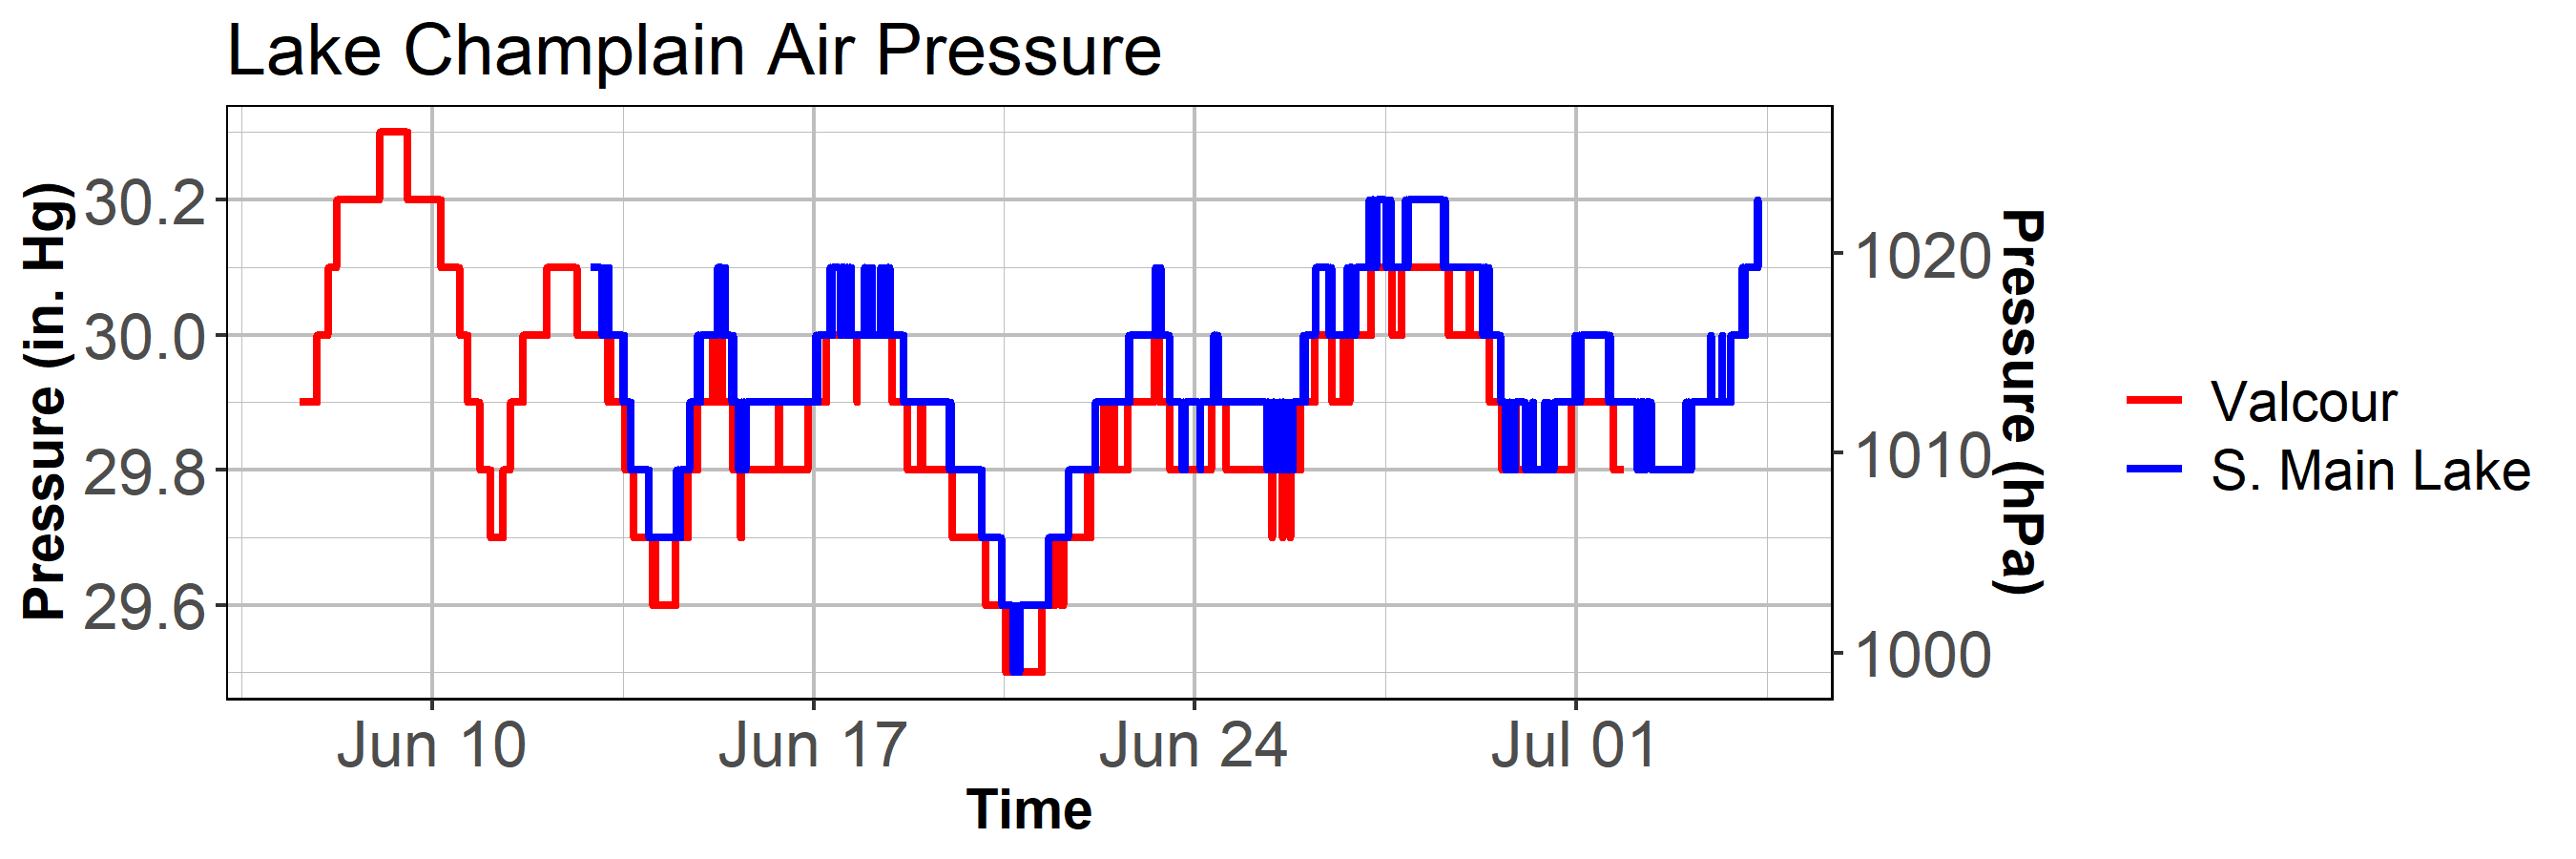 Lake Champlain Air Pressure
Pressure (in. Hg)
30.2
30.0
29.8
29.6
1020
1010
1000
Pressure (hPa)
Valcour
S. Main Lake
Jun 10
Jun 17
Jun 24
Jul 01
Time